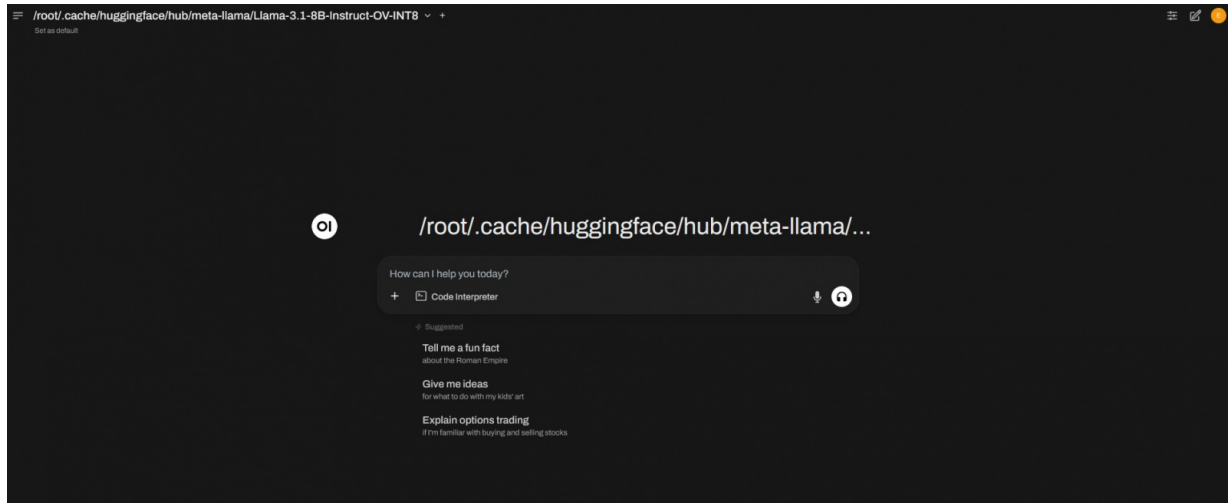 /root/.cache/huggingface/hub/meta-llama/Llama-3.1-8B-Instruct-OV-INT8
Set as default
OI
/root/.cache/huggingface/hub/meta-llama/...
How can I help you today?
Code Interpreter
Suggested
Tell me a fun fact
about the Roman Empire
Give me ideas
for what to do with my kids' art
Explain options trading
if I'm familiar with buying and selling stocks